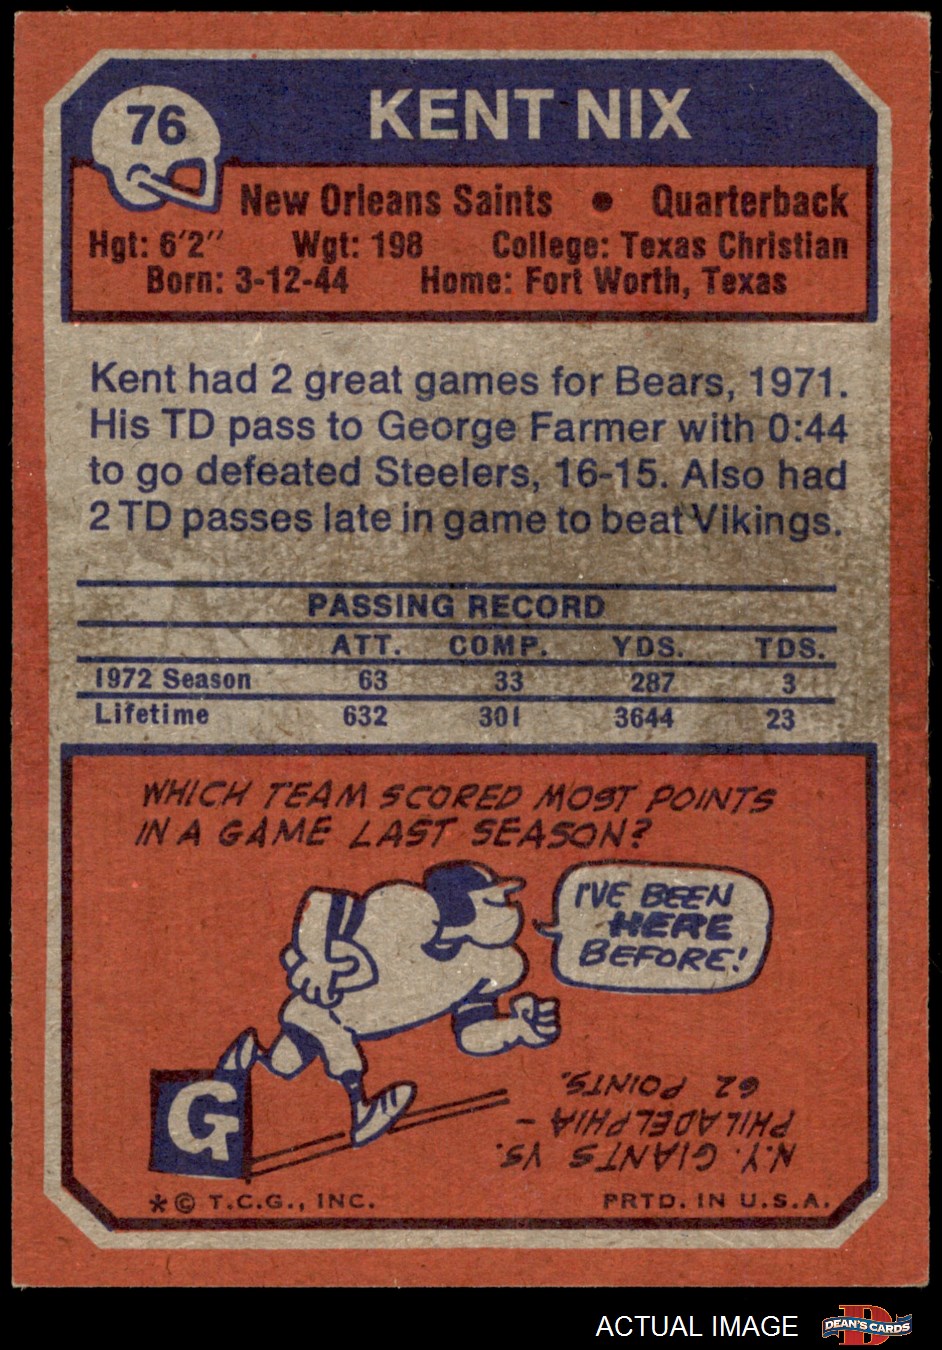 76
KENT NIX
New Orleans Saints • Quarterback
Hgt: 6'2" Wgt: 198 College: Texas Christian
Born: 3-12-44 Home: Fort Worth, Texas
Kent had 2 great games for Bears, 1971.
His TD pass to George Farmer with 0:44
to go defeated Steelers, 16-15. Also had
2 TD passes late in game to beat Vikings.
PASSING RECORD
ATT. COMP. YDS. TDS.
1972 Season 63 33 287 3
Lifetime 632 301 3644 23
WHICH TEAM SCORED MOST POINTS
IN A GAME LAST SEASON?
I'VE BEEN
HERE
BEFORE!
G
N.Y. GIANTS VS.
PHILADELPHIA -
62 POINTS.
* © T.C.G., INC. PRTD. IN U.S.A.
ACTUAL IMAGE
D
DEAN'S CARDS